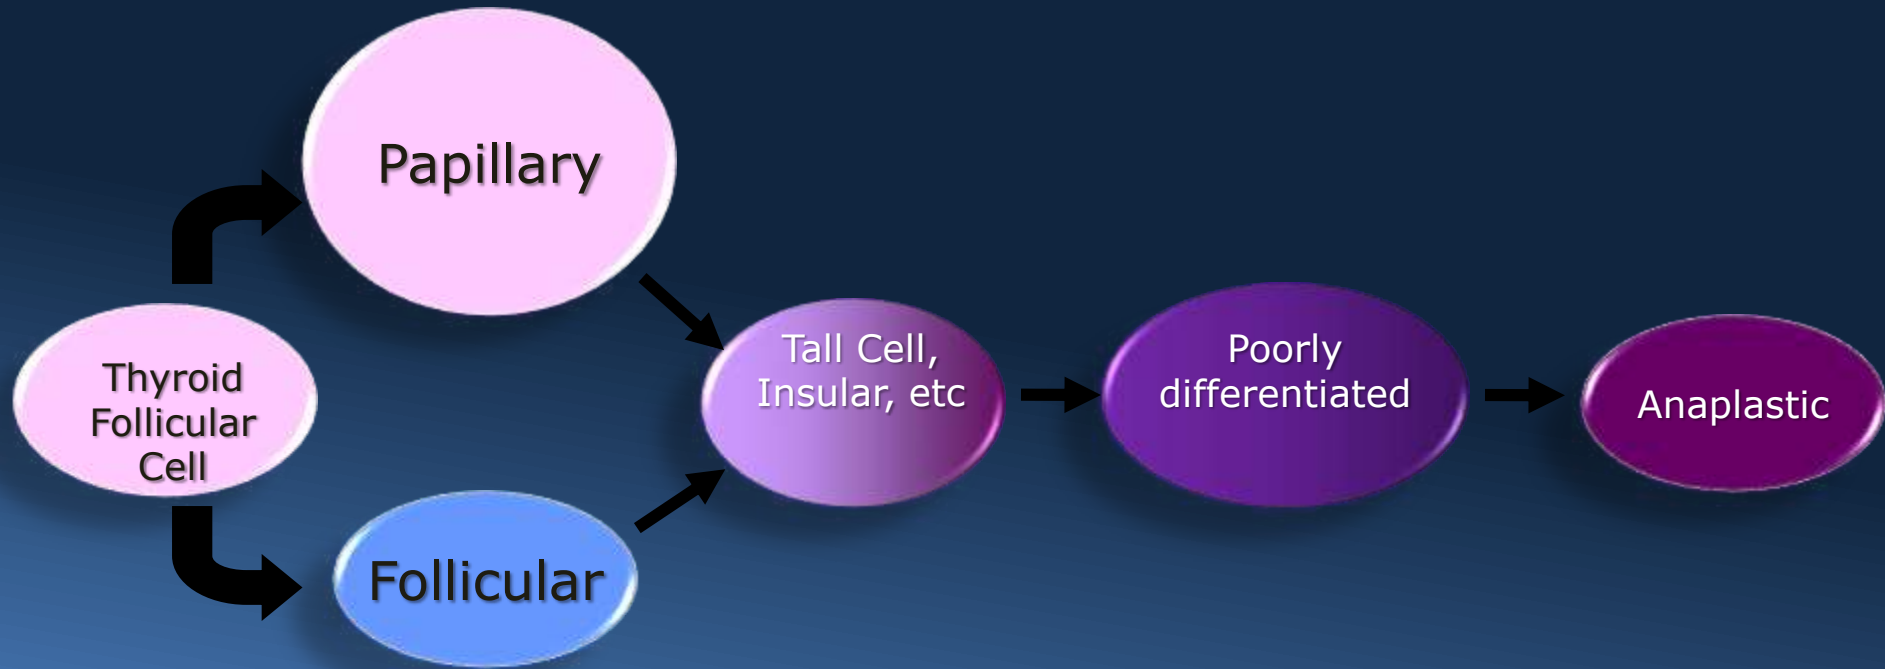 Papillary
Thyroid
Follicular
Cell
Follicular
Tall Cell,
Insular, etc
Poorly
differentiated
Anaplastic